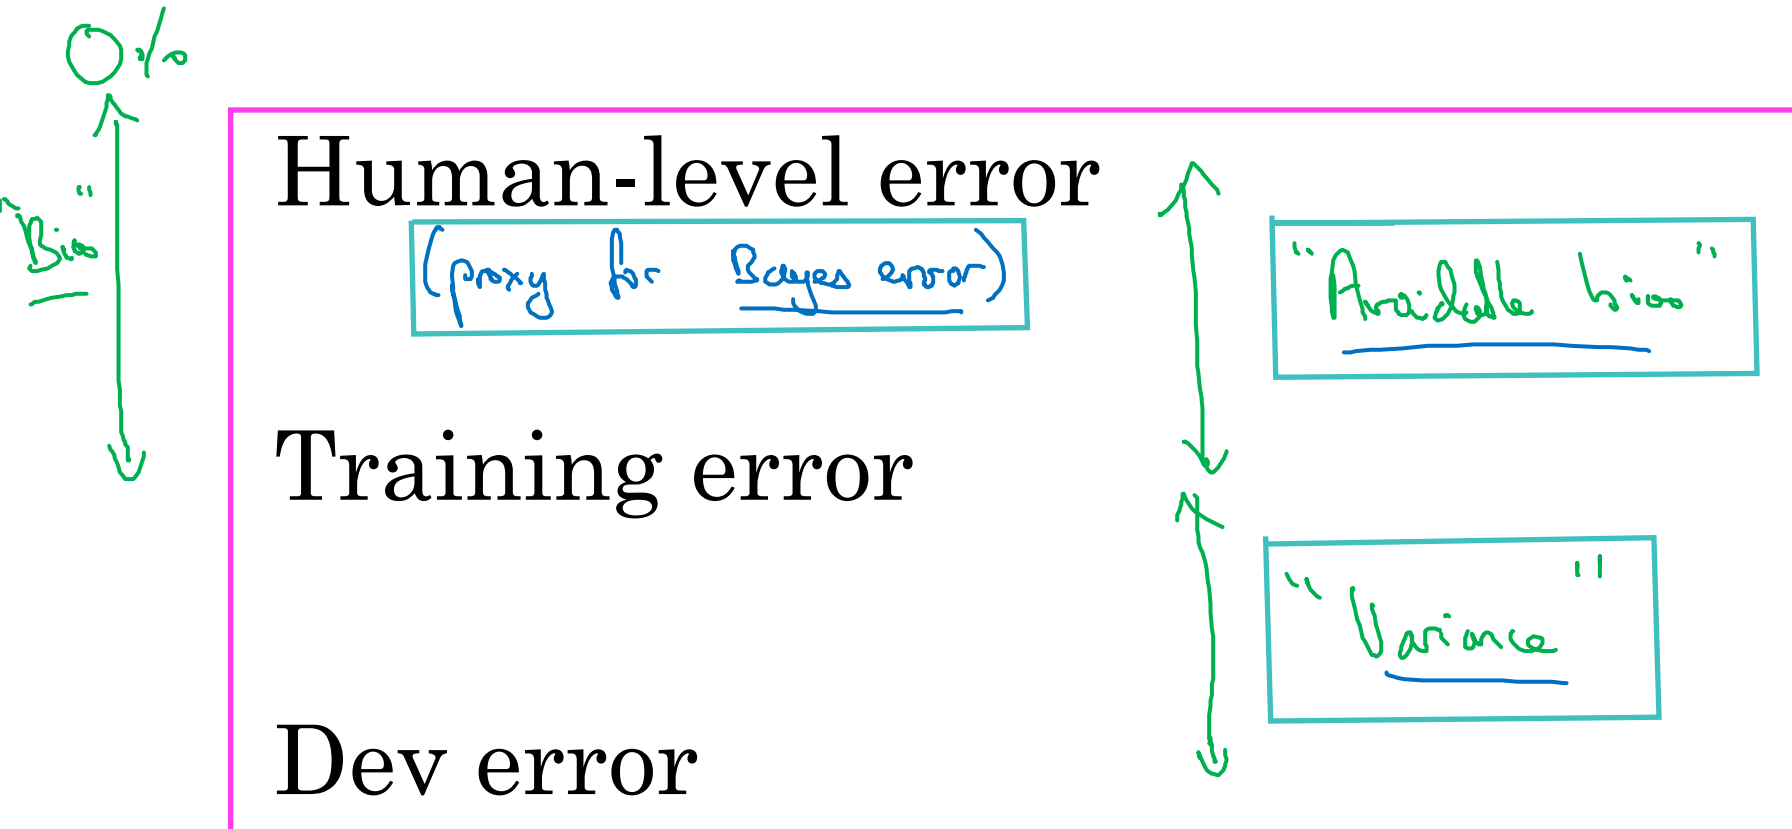 0%
Human-level error
"Bias"
(proxy for Bayes error)
"Avoidable bias"
Training error
"Variance"
Dev error